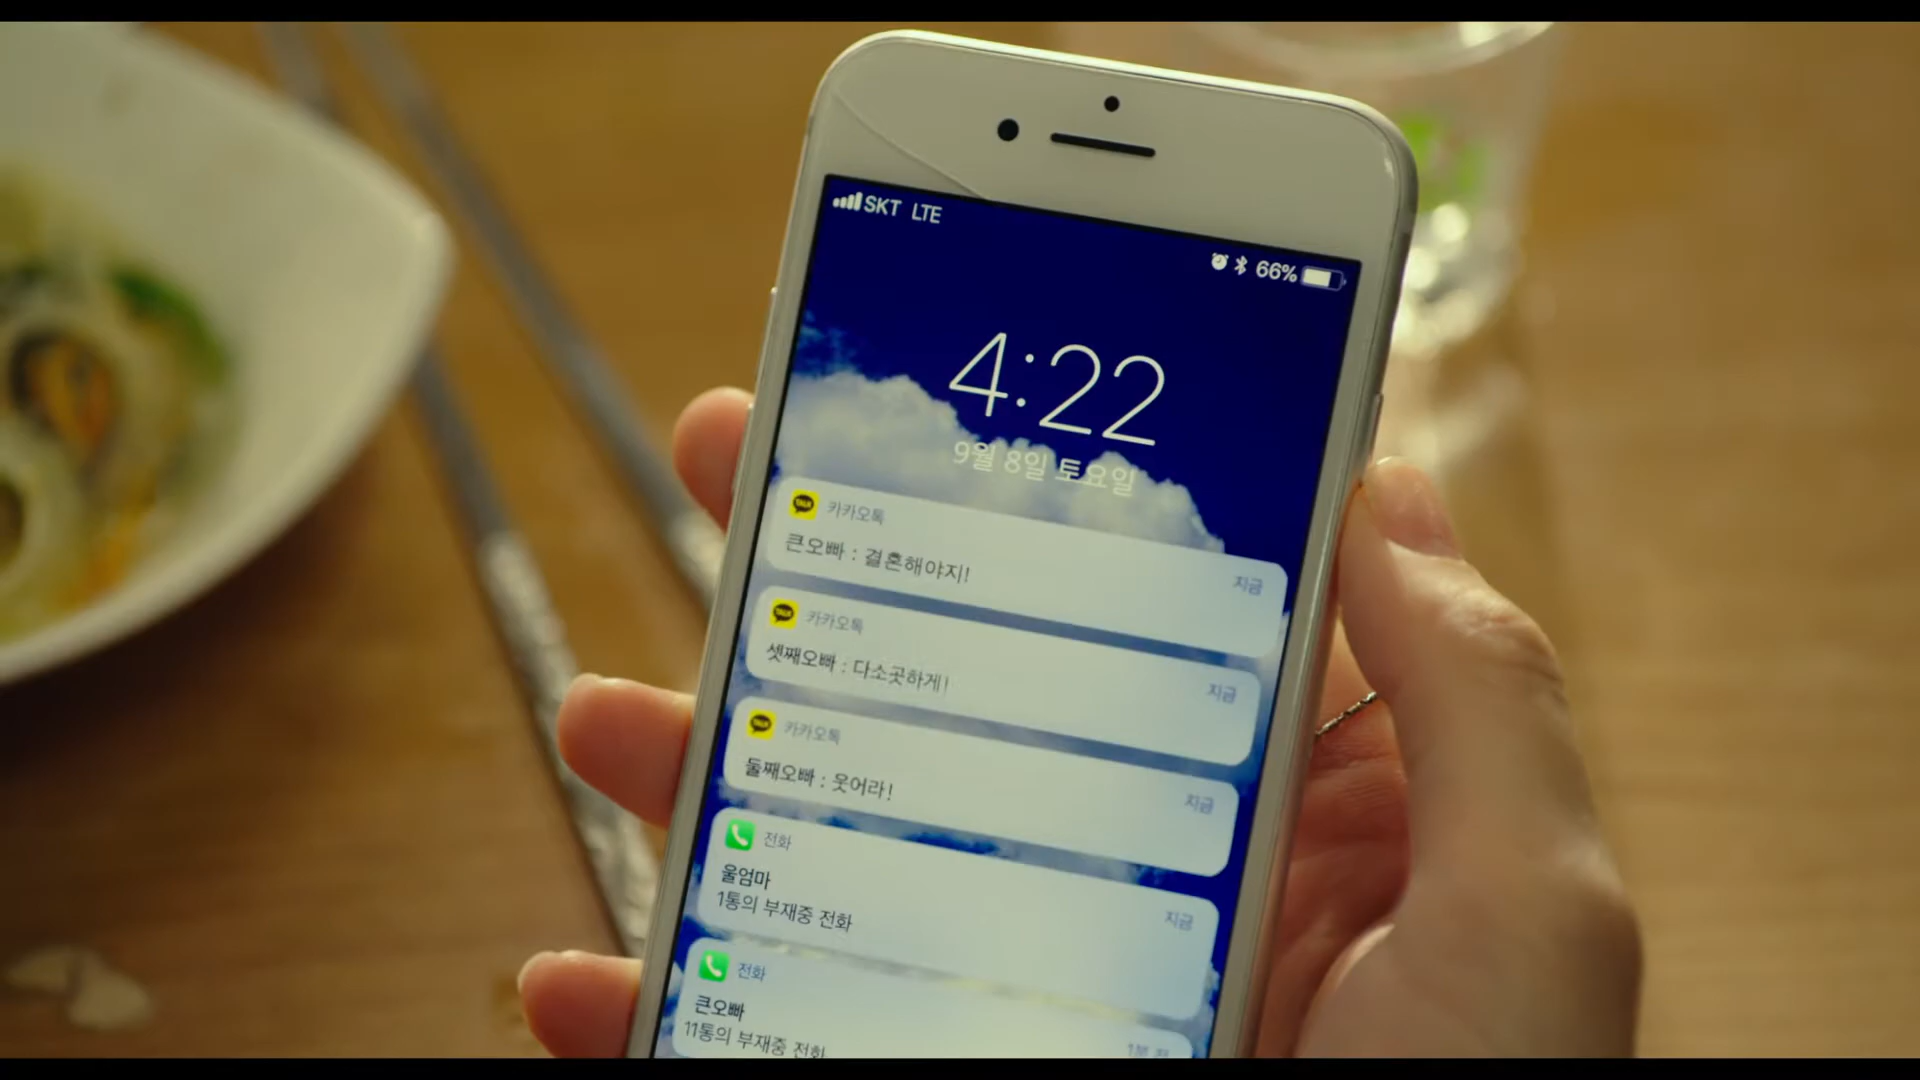 SKT LTE
66%
4:22
9월 8일 토요일
카카오톡
지금
큰오빠 : 결혼해야지!
카카오톡
지금
셋째오빠 : 다소곳하게!
카카오톡
지금
둘째오빠 : 웃어라!
전화
지금
울엄마
1통의 부재중 전화
전화
큰오빠
11통의 부재중 전화
1분 전